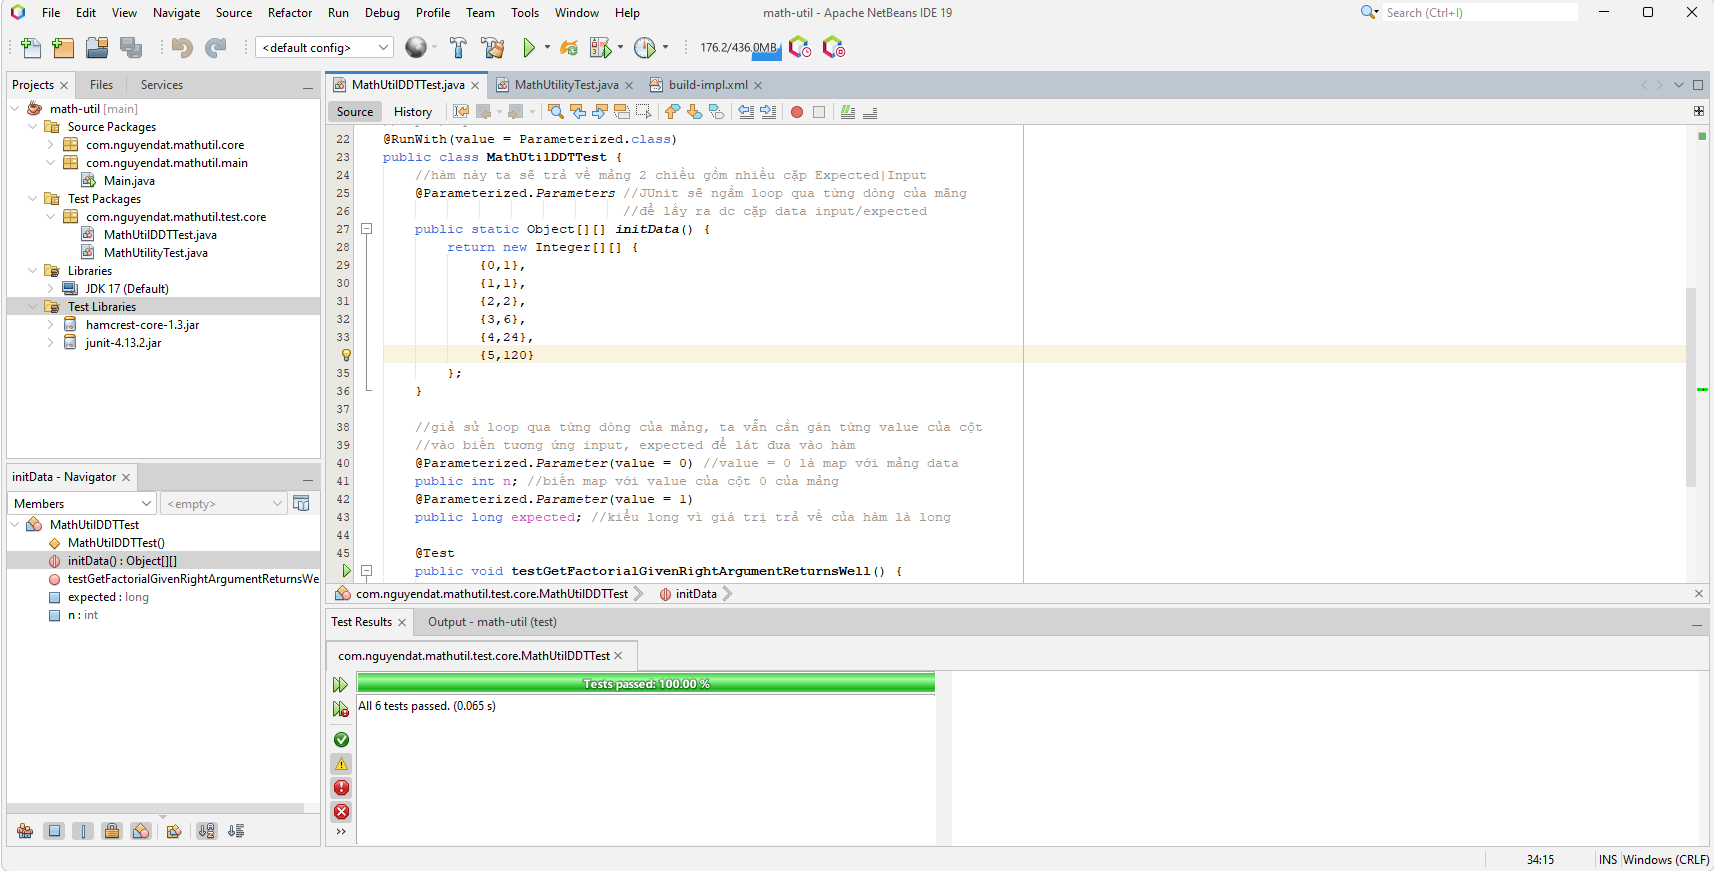 File Edit View Navigate Source Refactor Run Debug Profile Team Tools Window Help
math-util - Apache NetBeans IDE 19
Search (Ctrl+I)
<default config>
176.2/436.0MB
Projects Files Services
math-util [main]
Source Packages
com.nguyendat.mathutil.core
com.nguyendat.mathutil.main
Main.java
Test Packages
com.nguyendat.mathutil.test.core
MathUtilDDTTest.java
MathUtilityTest.java
Libraries
JDK 17 (Default)
Test Libraries
hamcrest-core-1.3.jar
junit-4.13.2.jar
initData - Navigator
Members <empty>
MathUtilDDTTest
MathUtilDDTTest()
initData() : Object[][]
testGetFactorialGivenRightArgumentReturnsWe
expected : long
n : int
MathUtilDDTTest.java MathUtilityTest.java build-impl.xml
Source History
22 @RunWith(value = Parameterized.class)
23 public class MathUtilDDTTest {
24 //hàm này ta sẽ trả về mảng 2 chiều gồm nhiều cặp Expected|Input
25 @Parameterized.Parameters //JUnit sẽ ngầm loop qua từng dòng của mãng
26 //để lấy ra dc cặp data input/expected
27 public static Object[][] initData() {
28 return new Integer[][] {
29 {0,1},
30 {1,1},
31 {2,2},
32 {3,6},
33 {4,24},
{5,120}
35 };
36 }
37
38 //giả sử loop qua từng dòng của mảng, ta vẫn cần gán từng value của cột
39 //vào biến tương ứng input, expected để lát đưa vào hàm
40 @Parameterized.Parameter(value = 0) //value = 0 là map với mảng data
41 public int n; //biến map với value của cột 0 của mảng
42 @Parameterized.Parameter(value = 1)
43 public long expected; //kiểu long vì giá trị trả về của hàm là long
44
45 @Test
public void testGetFactorialGivenRightArgumentReturnsWell() {
com.nguyendat.mathutil.test.core.MathUtilDDTTest initData
Test Results Output - math-util (test)
com.nguyendat.mathutil.test.core.MathUtilDDTTest
Tests passed: 100.00 %
All 6 tests passed. (0.065 s)
34:15 INS Windows (CRLF)